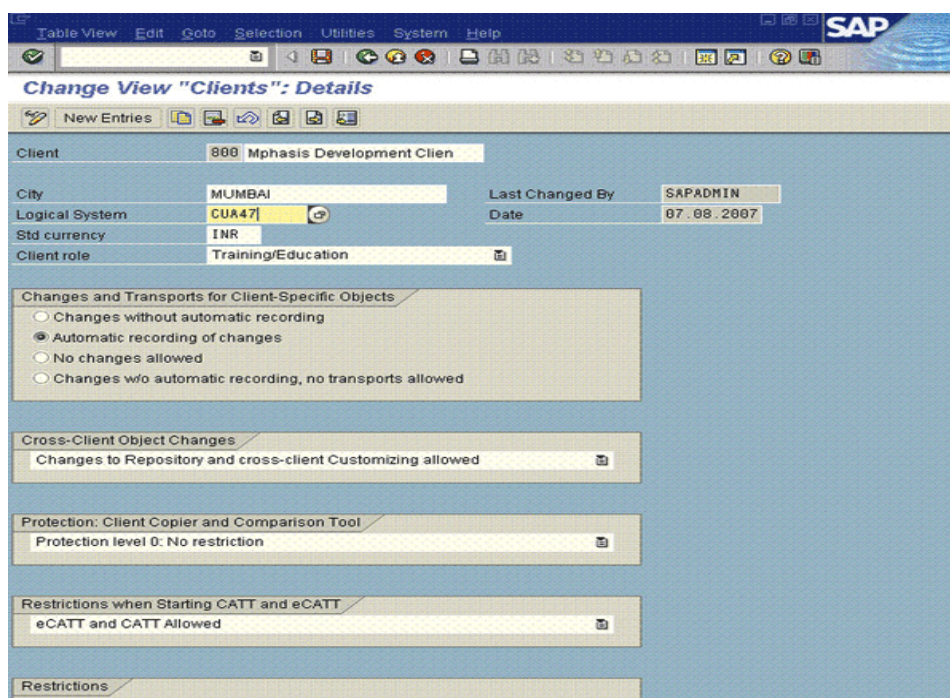 Table View Edit Goto Selection Utilities System Help
SAP
Change View "Clients": Details
New Entries
Client 800 Mphasis Development Clien
City MUMBAI Last Changed By SAPADMIN
Logical System CUA47 Date 07.08.2007
Std currency INR
Client role Training/Education
Changes and Transports for Client-Specific Objects
Changes without automatic recording
Automatic recording of changes
No changes allowed
Changes w/o automatic recording, no transports allowed
Cross-Client Object Changes
Changes to Repository and cross-client Customizing allowed
Protection: Client Copier and Comparison Tool
Protection level 0: No restriction
Restrictions when Starting CATT and eCATT
eCATT and CATT Allowed
Restrictions